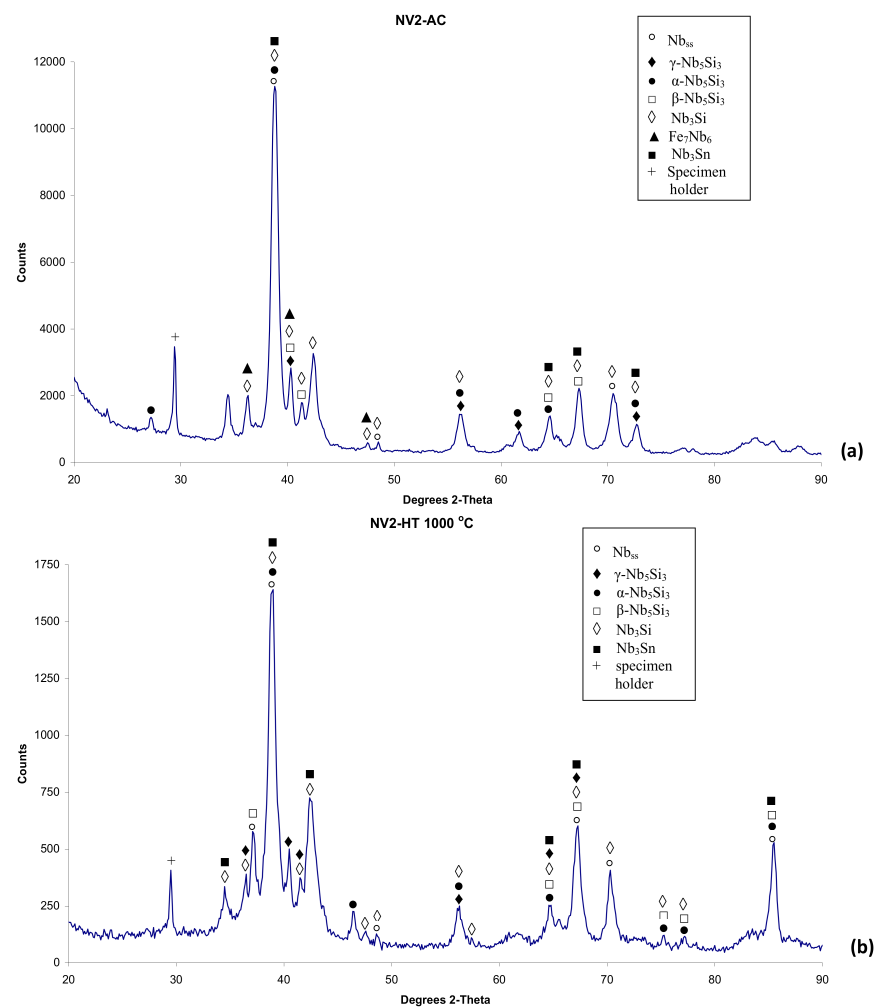 NV2-AC
Nbss
γ-Nb5Si3
α-Nb5Si3
β-Nb5Si3
Nb3Si
Fe7Nb6
Nb3Sn
Specimen
holder
12000
10000
8000
6000
4000
2000
0
Counts
20 30 40 50 60 70 80 90
Degrees 2-Theta
(a)
NV2-HT 1000 °C
Nbss
γ-Nb5Si3
α-Nb5Si3
β-Nb5Si3
Nb3Si
Nb3Sn
specimen
holder
1750
1500
1250
1000
750
500
250
0
Counts
20 30 40 50 60 70 80 90
Degrees 2-Theta
(b)